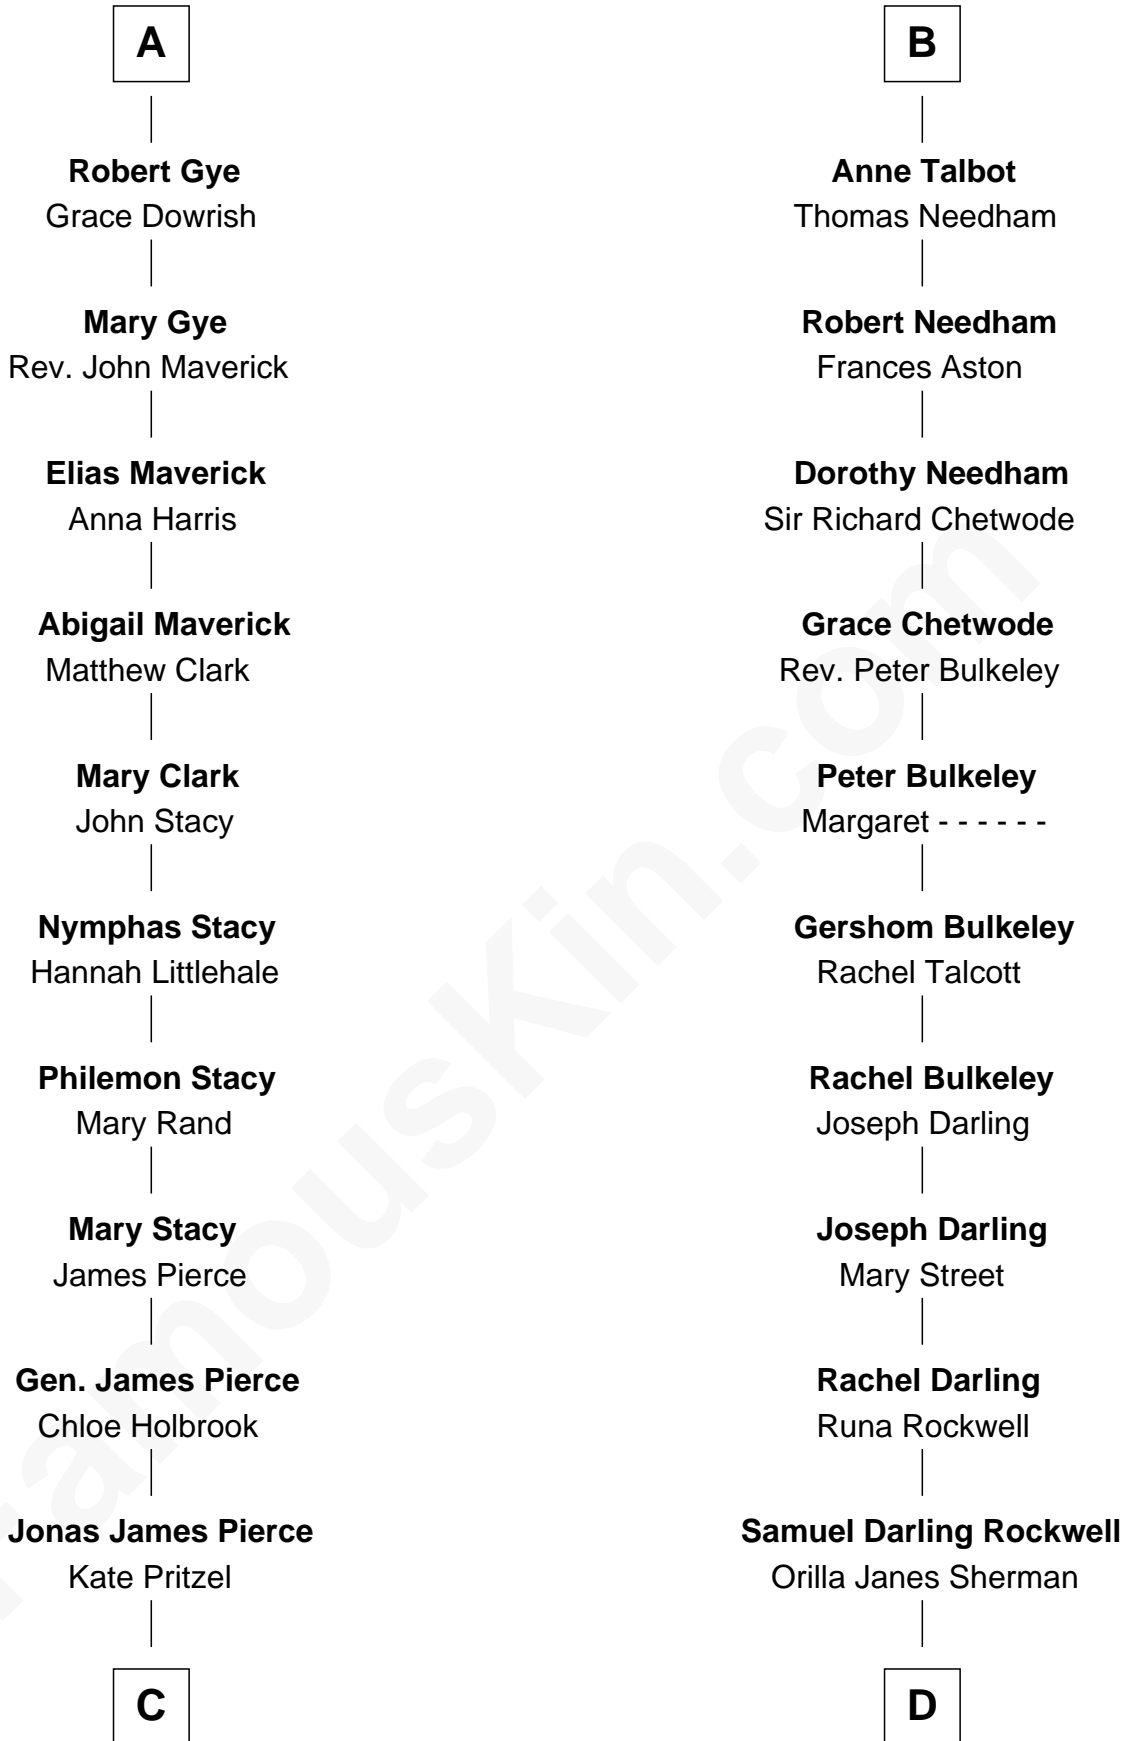 A
Robert Gye
Grace Dowrish
Mary Gye
Rev. John Maverick
Elias Maverick
Anna Harris
Abigail Maverick
Matthew Clark
Mary Clark
John Stacy
Nymphas Stacy
Hannah Littlehale
Philemon Stacy
Mary Rand
Mary Stacy
James Pierce
Gen. James Pierce
Chloe Holbrook
Jonas James Pierce
Kate Pritzel
C
B
Anne Talbot
Thomas Needham
Robert Needham
Frances Aston
Dorothy Needham
Sir Richard Chetwode
Grace Chetwode
Rev. Peter Bulkeley
Peter Bulkeley
Margaret - - - - - -
Gershom Bulkeley
Rachel Talcott
Rachel Bulkeley
Joseph Darling
Joseph Darling
Mary Street
Rachel Darling
Runa Rockwell
Samuel Darling Rockwell
Orilla Janes Sherman
D
FamousKin.com